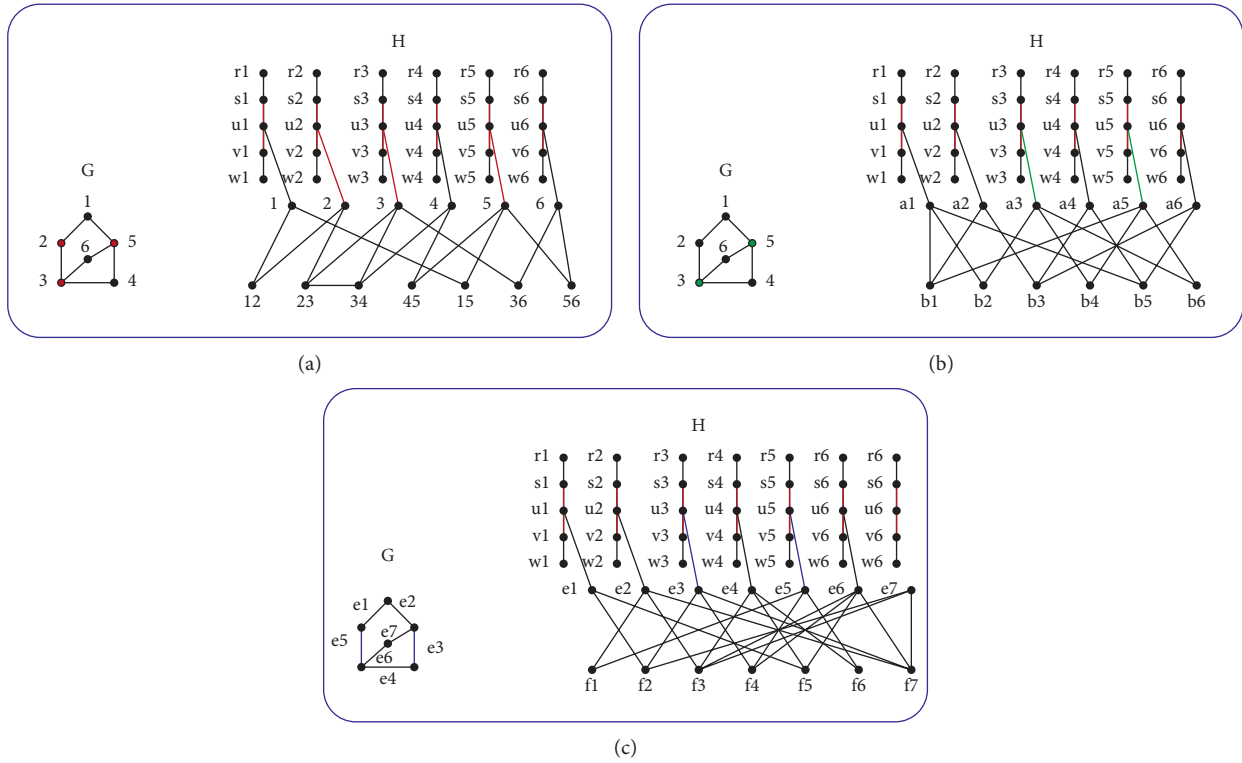 H
r1 r2 r3 r4 r5 r6
s1 s2 s3 s4 s5 s6
u1 u2 u3 u4 u5 u6
v1 v2 v3 v4 v5 v6
w1 w2 w3 w4 w5 w6
G
1
2 5
6
3 4
1 2 3 4 5 6
12 23 34 45 15 36 56
(a)
H
r1 r2 r3 r4 r5 r6
s1 s2 s3 s4 s5 s6
u1 u2 u3 u4 u5 u6
v1 v2 v3 v4 v5 v6
w1 w2 w3 w4 w5 w6
G
1
2 5
6
3 4
a1 a2 a3 a4 a5 a6
b1 b2 b3 b4 b5 b6
(b)
H
r1 r2 r3 r4 r5 r6 r6
s1 s2 s3 s4 s5 s6 s6
u1 u2 u3 u4 u5 u6 u6
v1 v2 v3 v4 v5 v6 v6
w1 w2 w3 w4 w5 w6 w6
G
e1 e2
e5 e7 e3
e6
e4
e1 e2 e3 e4 e5 e6 e7
f1 f2 f3 f4 f5 f6 f7
(c)